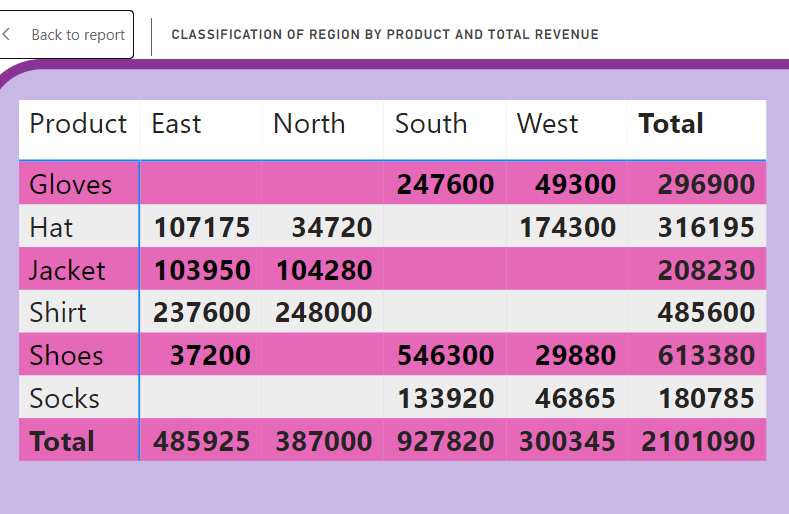 Back to report CLASSIFICATION OF REGION BY PRODUCT AND TOTAL REVENUE
Product East North South West Total
Gloves 247600 49300 296900
Hat 107175 34720 174300 316195
Jacket 103950 104280 208230
Shirt 237600 248000 485600
Shoes 37200 546300 29880 613380
Socks 133920 46865 180785
Total 485925 387000 927820 300345 2101090